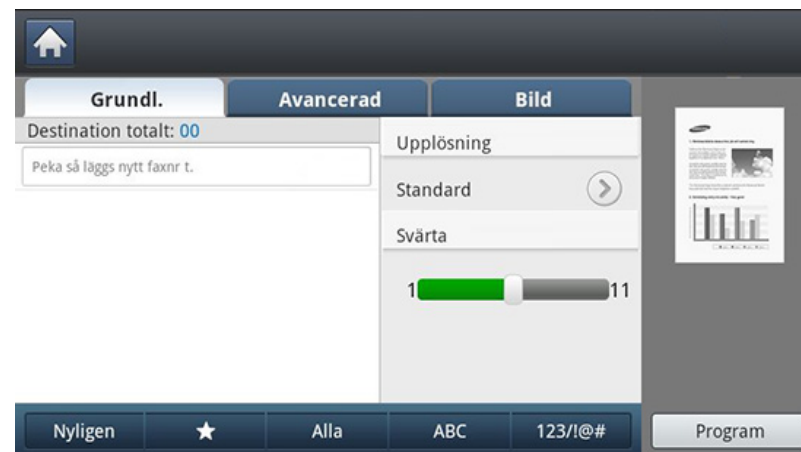 Grundl.
Avancerad
Bild
Destination totalt: 00
Peka så läggs nytt faxnr t.
Upplösning
Standard
Svärta
1
11
Nyligen
★
Alla
ABC
123/!@#
Program